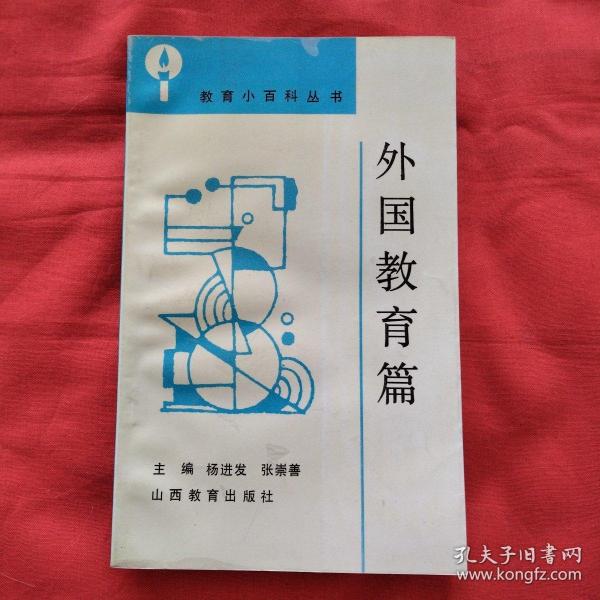 教育小百科丛书
外国教育篇
主 编 杨进发 张崇善
山西教育出版社
孔夫子旧书网
www.kongfz.com